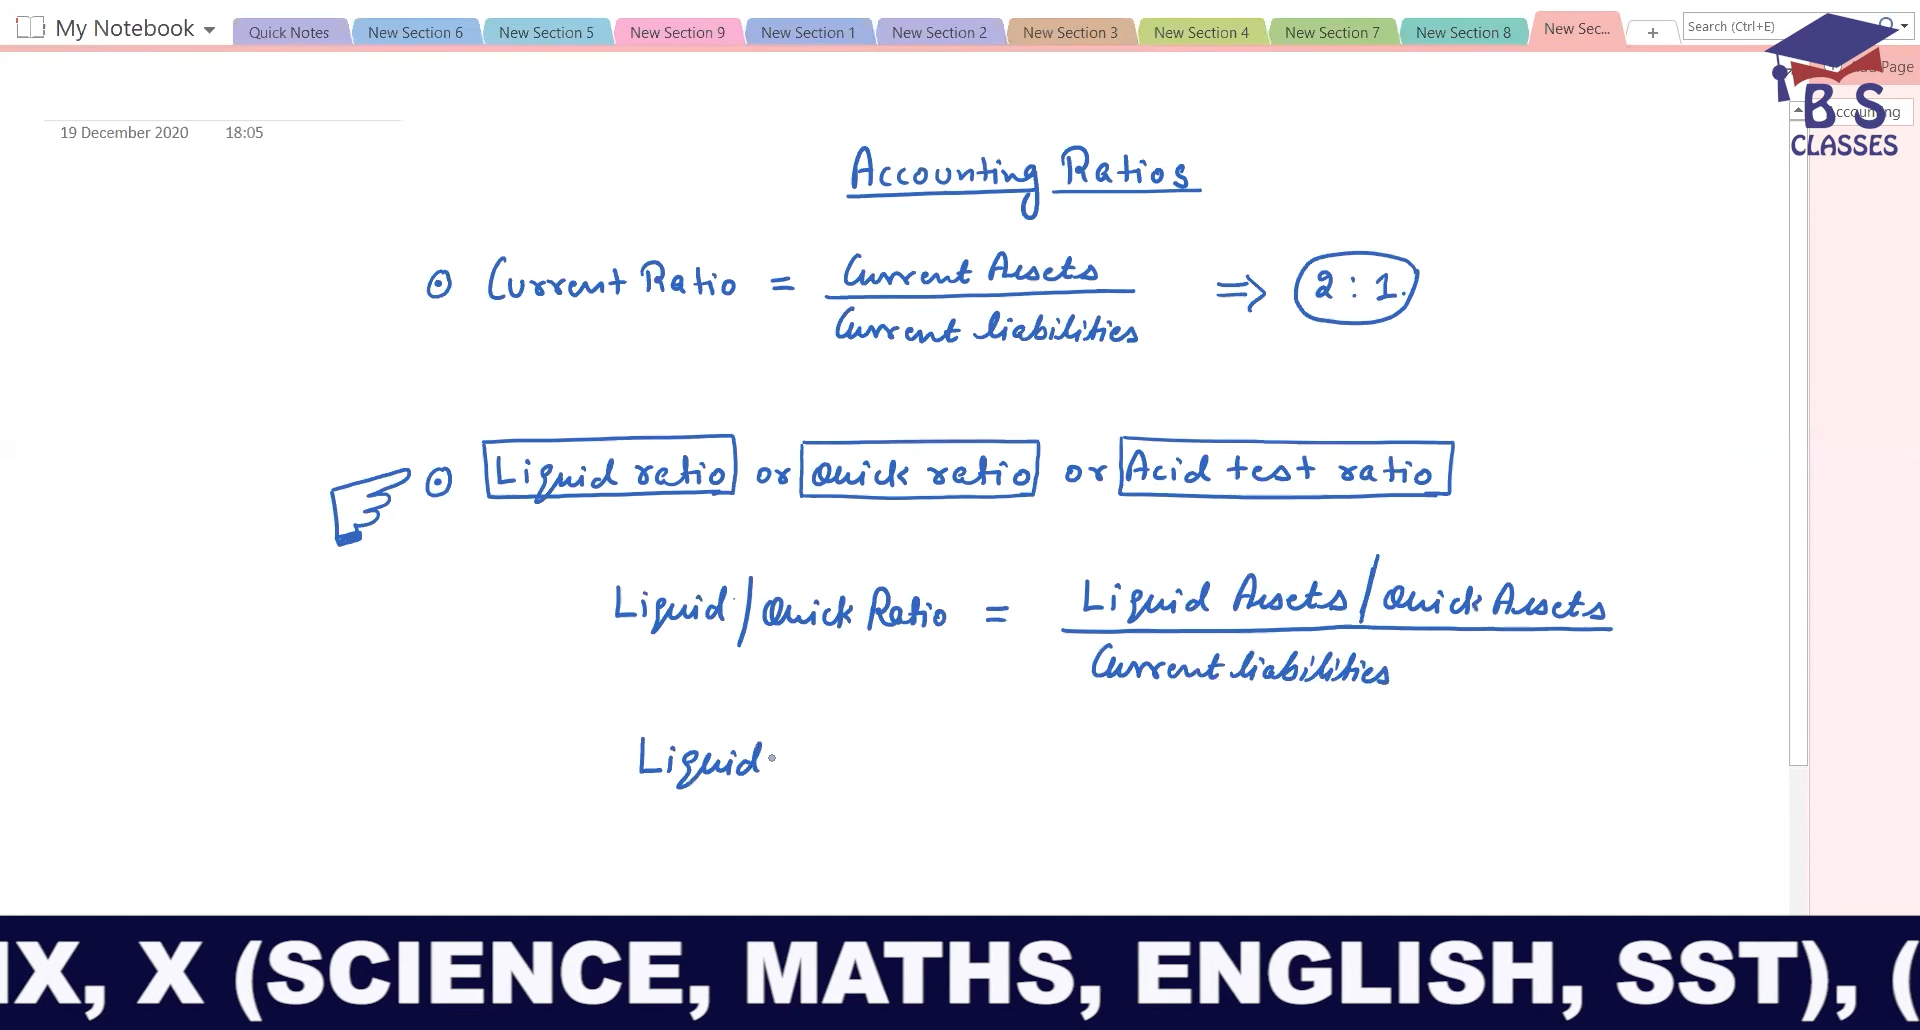 My Notebook Quick Notes New Section 6 New Section 5 New Section 9 New Section 1 New Section 2 New Section 3 New Section 4 New Section 7 New Section 8 New Sec... + Search (Ctrl+E)
Page
B S
CLASSES
19 December 2020 18:05
Accounting Ratios
Current Ratio = Current Assets ⇒ 2 : 1.
Current liabilities
Liquid ratio or Quick ratio or Acid test ratio
Liquid / Quick Ratio = Liquid Assets / Quick Assets
Current liabilities
Liquid
IX, X (SCIENCE, MATHS, ENGLISH, SST), (